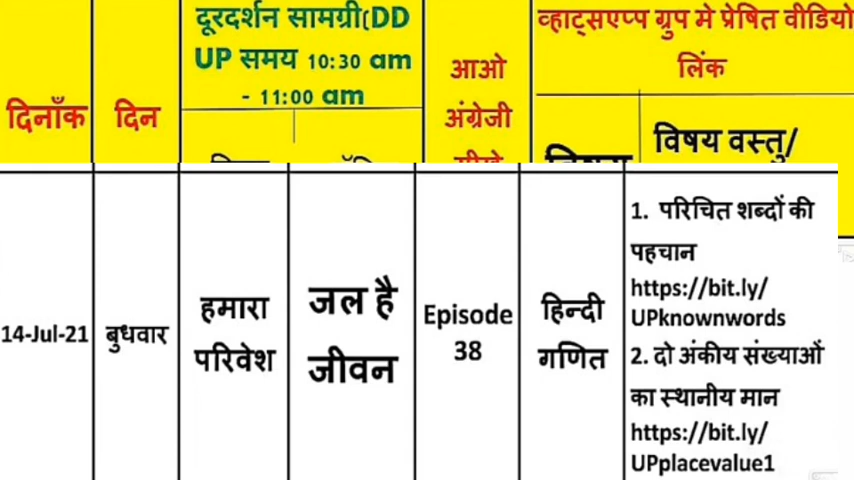 दिनाँक
दिन
दूरदर्शन सामग्री(DD
UP समय 10:30 am
- 11:00 am
आओ
अंग्रेजी
व्हाट्सएप्प ग्रुप मे प्रेषित वीडियो
लिंक
विषय वस्तु/
14-Jul-21
बुधवार
हमारा
परिवेश
जल है
जीवन
Episode
38
हिन्दी
गणित
1. परिचित शब्दों की
पहचान
https://bit.ly/
UPknownwords
2. दो अंकीय संख्याओं
का स्थानीय मान
https://bit.ly/
UPplacevalue1